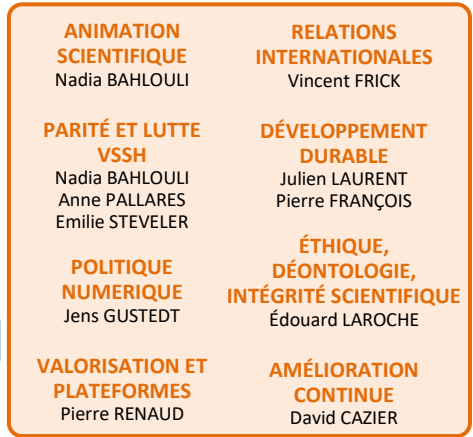 ANIMATION
SCIENTIFIQUE
Nadia BAHLOULI
PARITÉ ET LUTTE
VSSH
Nadia BAHLOULI
Anne PALLARES
Emilie STEVELER
POLITIQUE
NUMERIQUE
Jens GUSTEDT
VALORISATION ET
PLATEFORMES
Pierre RENAUD
RELATIONS
INTERNATIONALES
Vincent FRICK
DÉVELOPPEMENT
DURABLE
Julien LAURENT
Pierre FRANÇOIS
ÉTHIQUE,
DÉONTOLOGIE,
INTÉGRITÉ SCIENTIFIQUE
Édouard LAROCHE
AMÉLIORATION
CONTINUE
David CAZIER